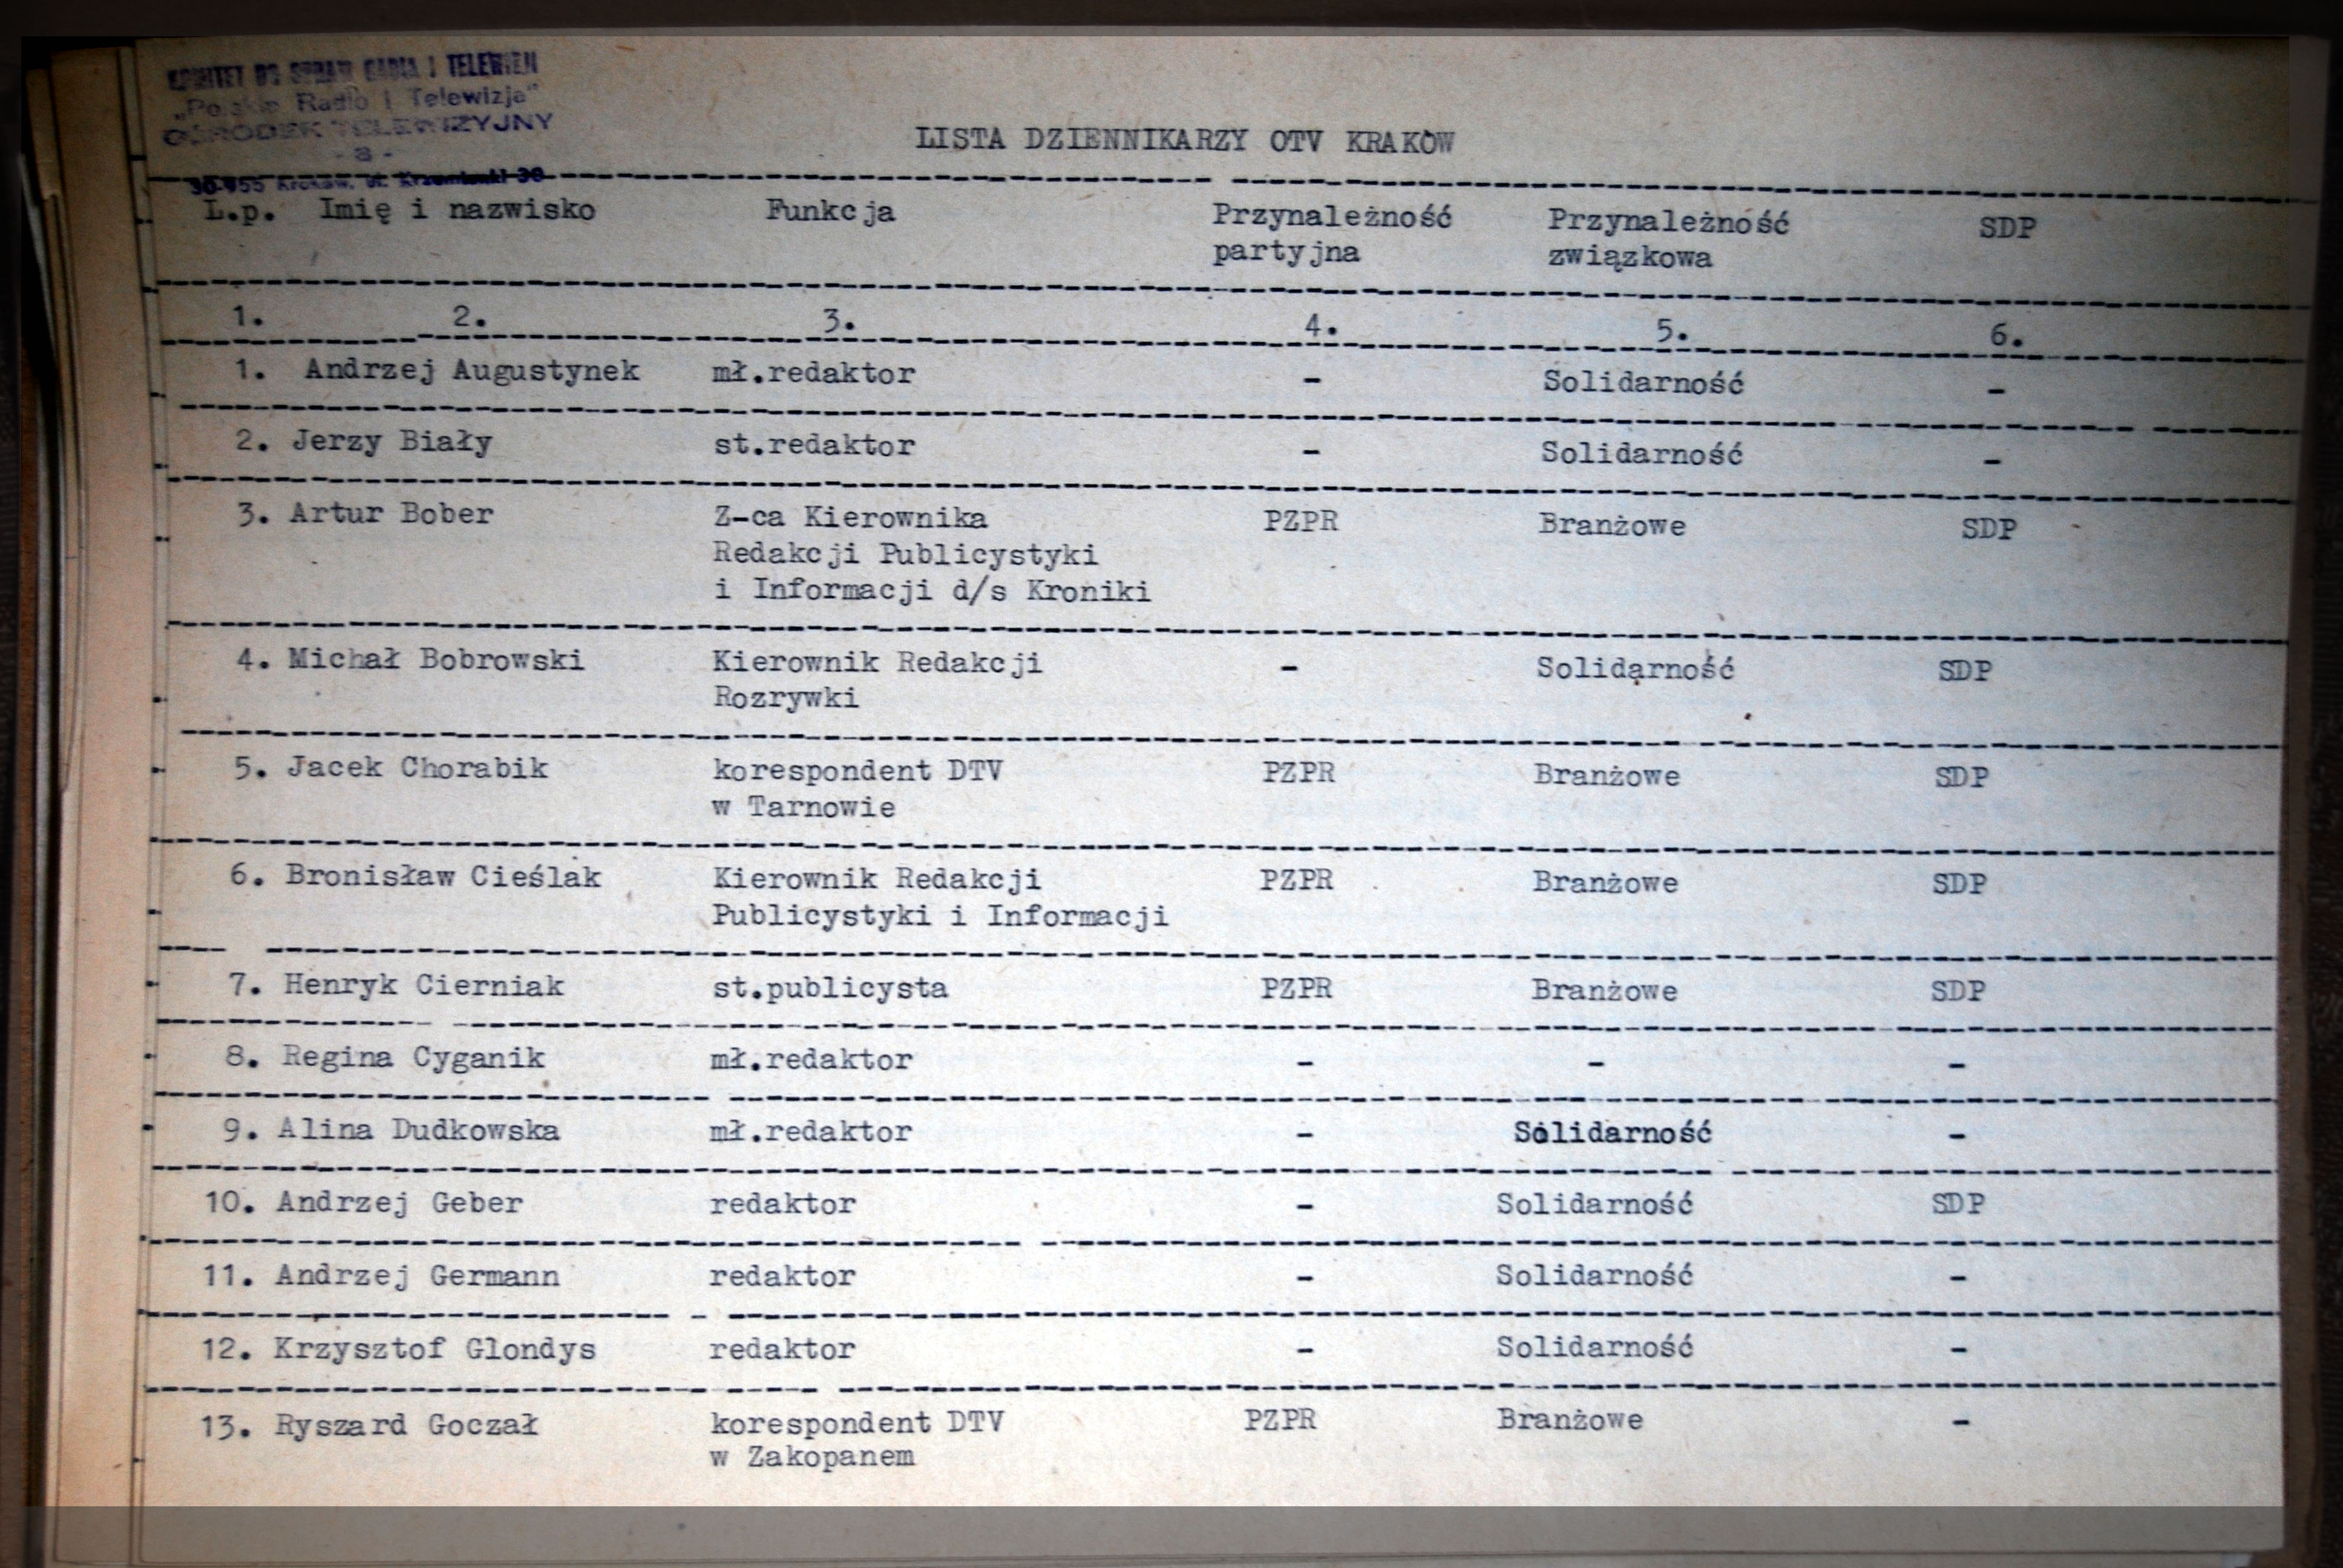 KOMITET DO SPRAW RADIA I TELEWIZJI
„Polskie Radio i Telewizja"
OŚRODEK TELEWIZYJNY
- 3 -
30-955 Kraków, ul. Krzemionki 30
LISTA DZIENNIKARZY OTV KRAKÓW
L.p. Imię i nazwisko Funkcja Przynależność partyjna Przynależność związkowa SDP
1. 2. 3. 4. 5. 6.
1. Andrzej Augustynek mł.redaktor - Solidarność -
2. Jerzy Biały st.redaktor - Solidarność -
3. Artur Bober Z-ca Kierownika PZPR Branżowe SDP
Redakcji Publicystyki
i Informacji d/s Kroniki
4. Michał Bobrowski Kierownik Redakcji - Solidarność SDP
Rozrywki
5. Jacek Chorabik korespondent DTV PZPR Branżowe SDP
w Tarnowie
6. Bronisław Cieślak Kierownik Redakcji PZPR Branżowe SDP
Publicystyki i Informacji
7. Henryk Cierniak st.publicysta PZPR Branżowe SDP
8. Regina Cyganik mł.redaktor - - -
9. Alina Dudkowska mł.redaktor - Solidarność -
10. Andrzej Geber redaktor - Solidarność SDP
11. Andrzej Germann redaktor - Solidarność -
12. Krzysztof Glondys redaktor - Solidarność -
13. Ryszard Goczał korespondent DTV PZPR Branżowe -
w Zakopanem